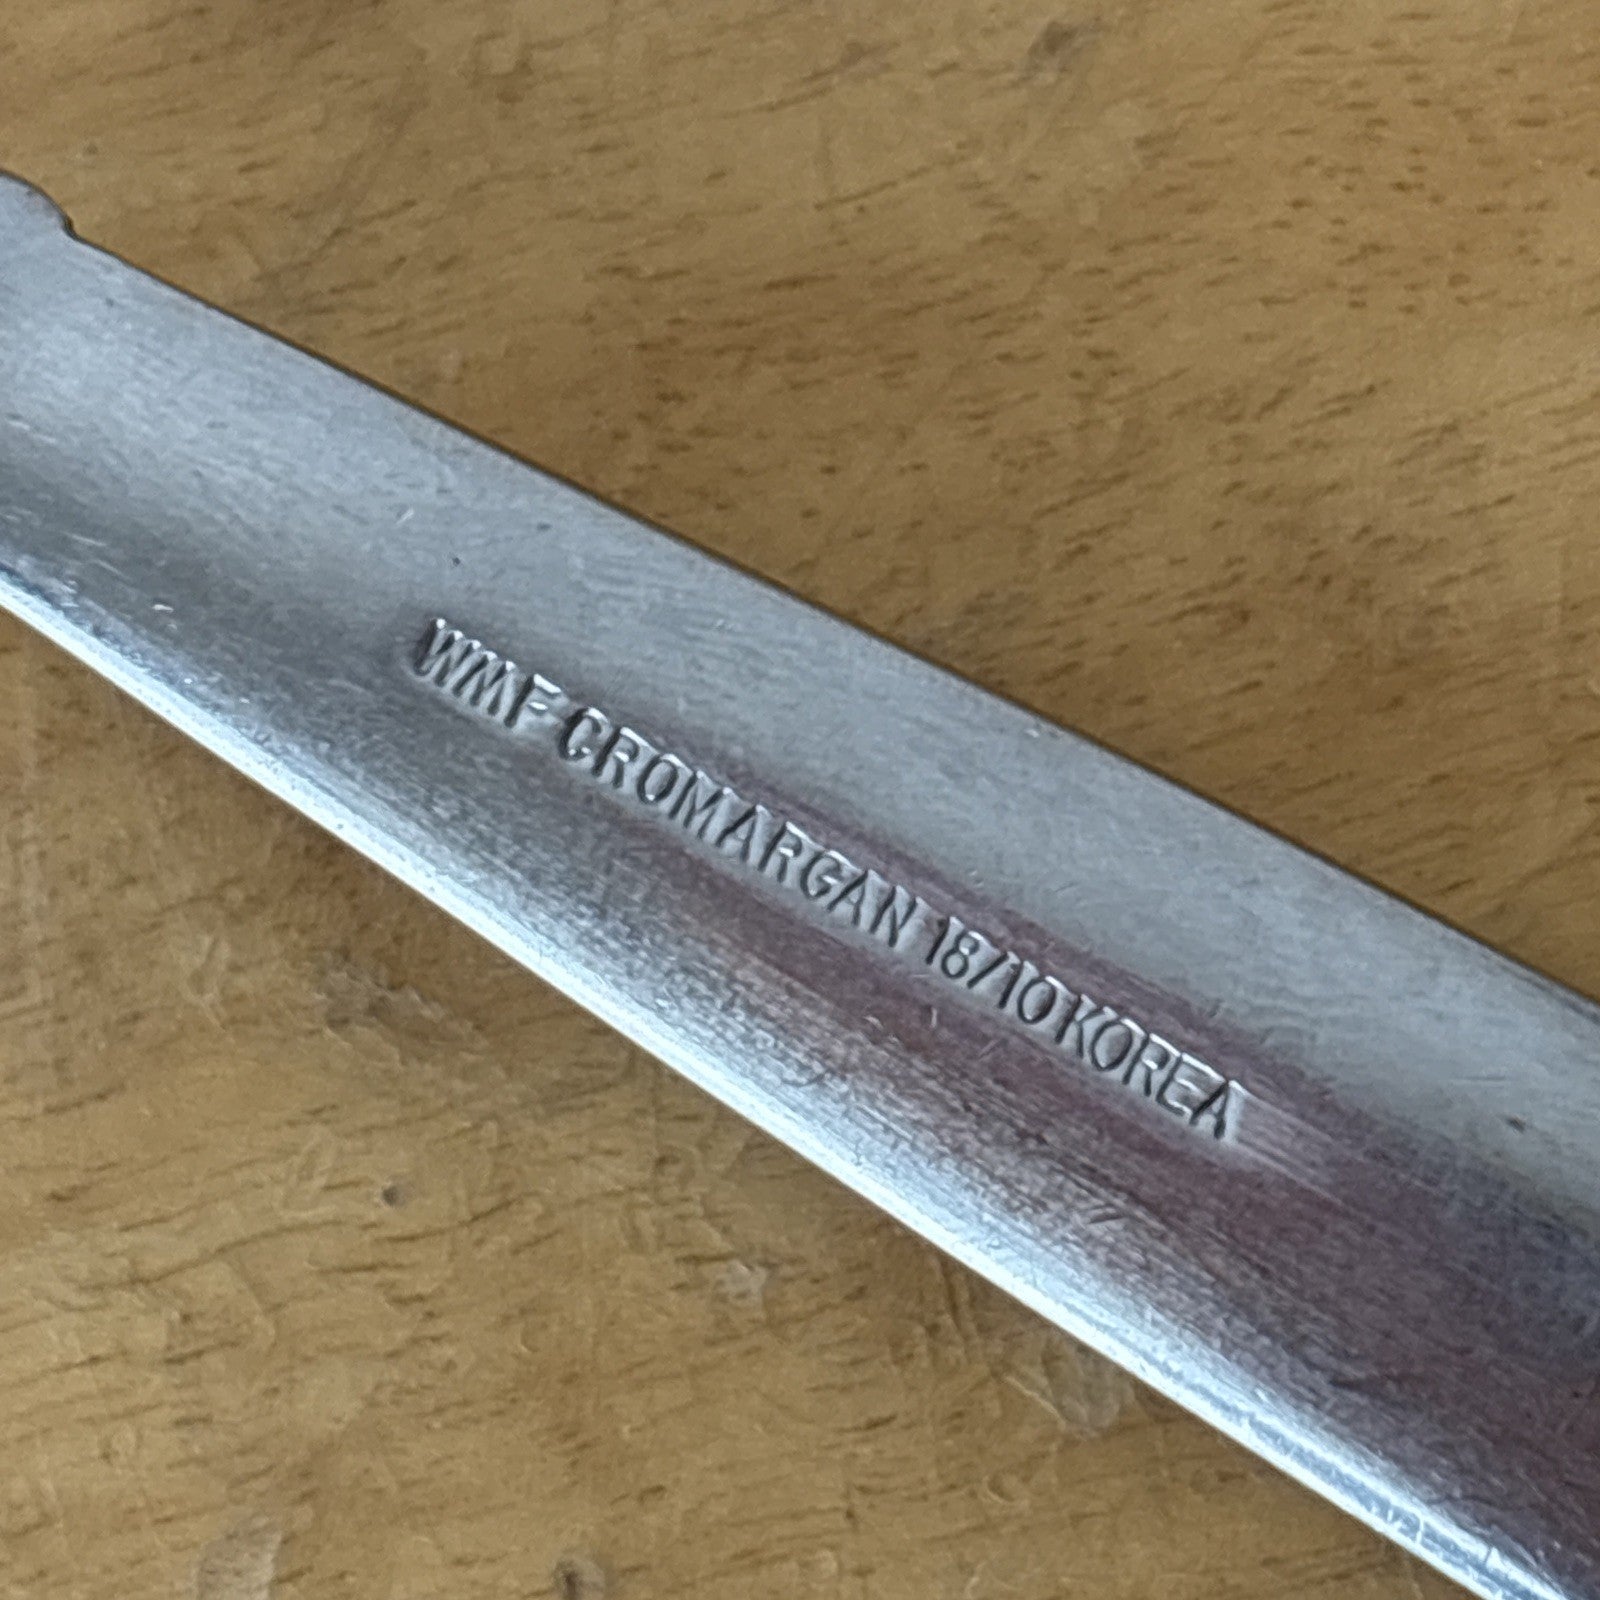 WMF CROMARGAN 18/10 KOREA